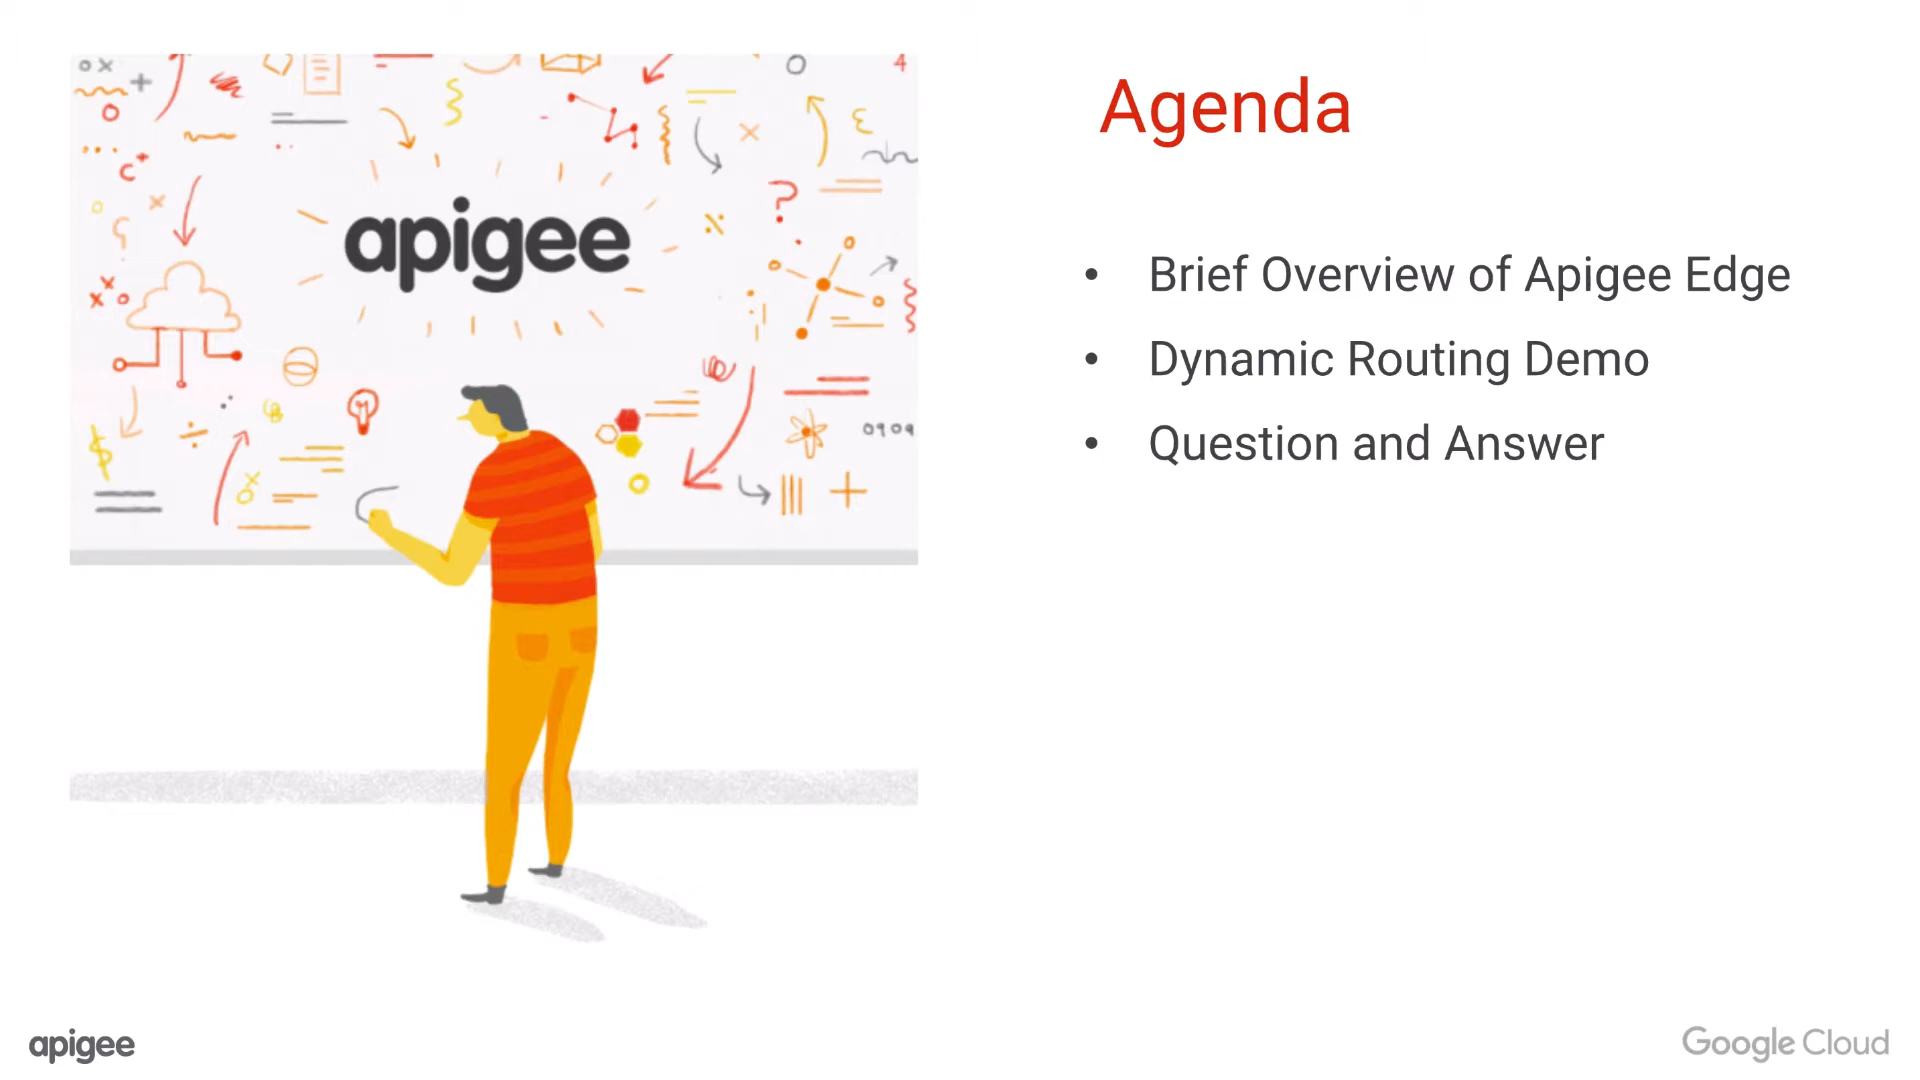 Agenda
apigee
• Brief Overview of Apigee Edge
• Dynamic Routing Demo
• Question and Answer
apigee
Google Cloud